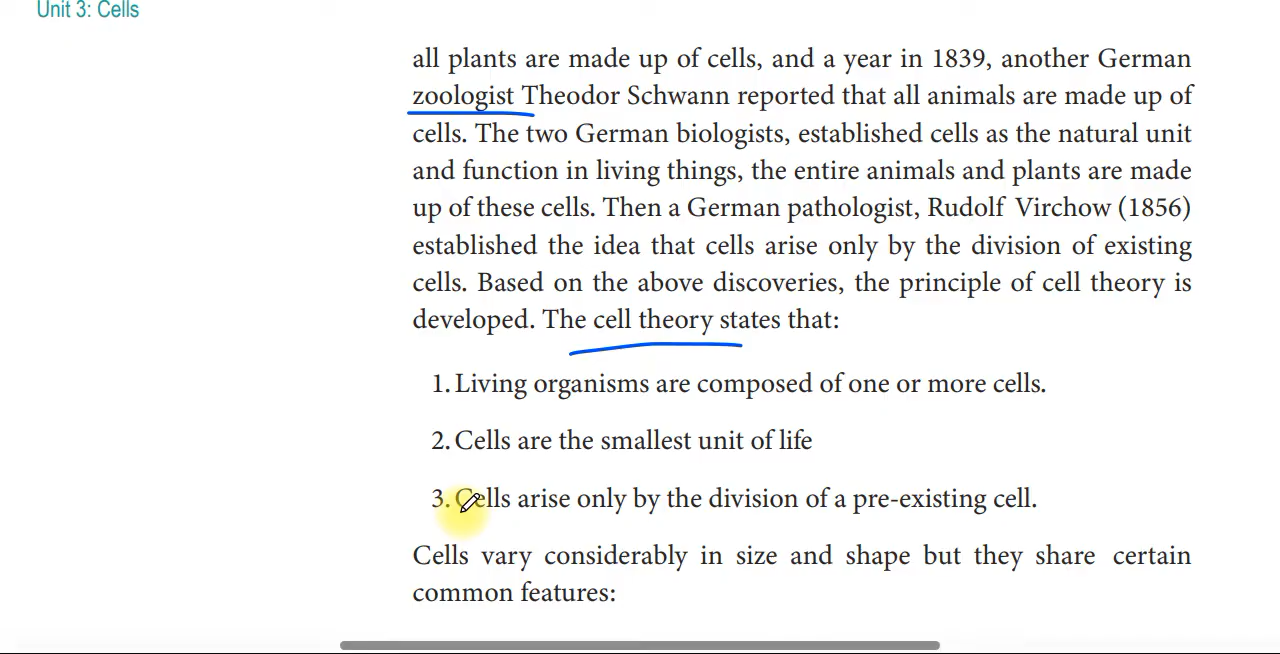 Unit 3: Cells
all plants are made up of cells, and a year in 1839, another German
zoologist Theodor Schwann reported that all animals are made up of
cells. The two German biologists, established cells as the natural unit
and function in living things, the entire animals and plants are made
up of these cells. Then a German pathologist, Rudolf Virchow (1856)
established the idea that cells arise only by the division of existing
cells. Based on the above discoveries, the principle of cell theory is
developed. The cell theory states that:
1. Living organisms are composed of one or more cells.
2. Cells are the smallest unit of life
3. Cells arise only by the division of a pre-existing cell.
Cells vary considerably in size and shape but they share certain
common features: